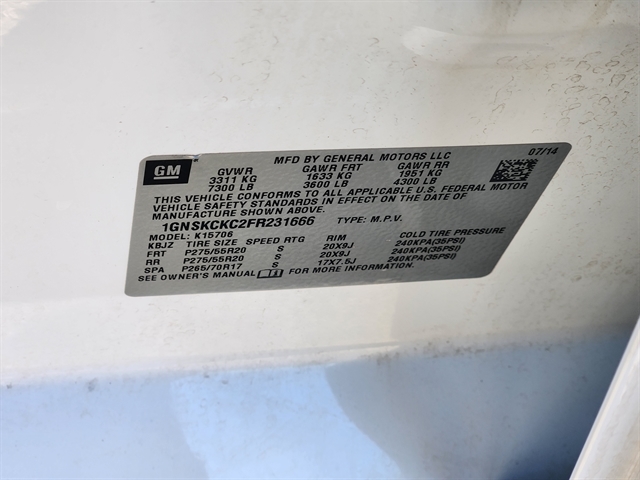 MFD BY GENERAL MOTORS LLC 07/14
GM GVWR GAWR FRT GAWR RR
3311 KG 1633 KG 1951 KG
7300 LB 3600 LB 4300 LB
THIS VEHICLE CONFORMS TO ALL APPLICABLE U.S. FEDERAL MOTOR
VEHICLE SAFETY STANDARDS IN EFFECT ON THE DATE OF
MANUFACTURE SHOWN ABOVE
1GNSKCKC2FR231666 TYPE: M.P.V.
MODEL: K15706
KBJZ TIRE SIZE SPEED RTG RIM COLD TIRE PRESSURE
FRT P275/55R20 S 20X9J 240KPA(35PSI)
RR P275/55R20 S 20X9J 240KPA(35PSI)
SPA P265/70R17 S 17X7.5J 240KPA(35PSI)
SEE OWNER'S MANUAL